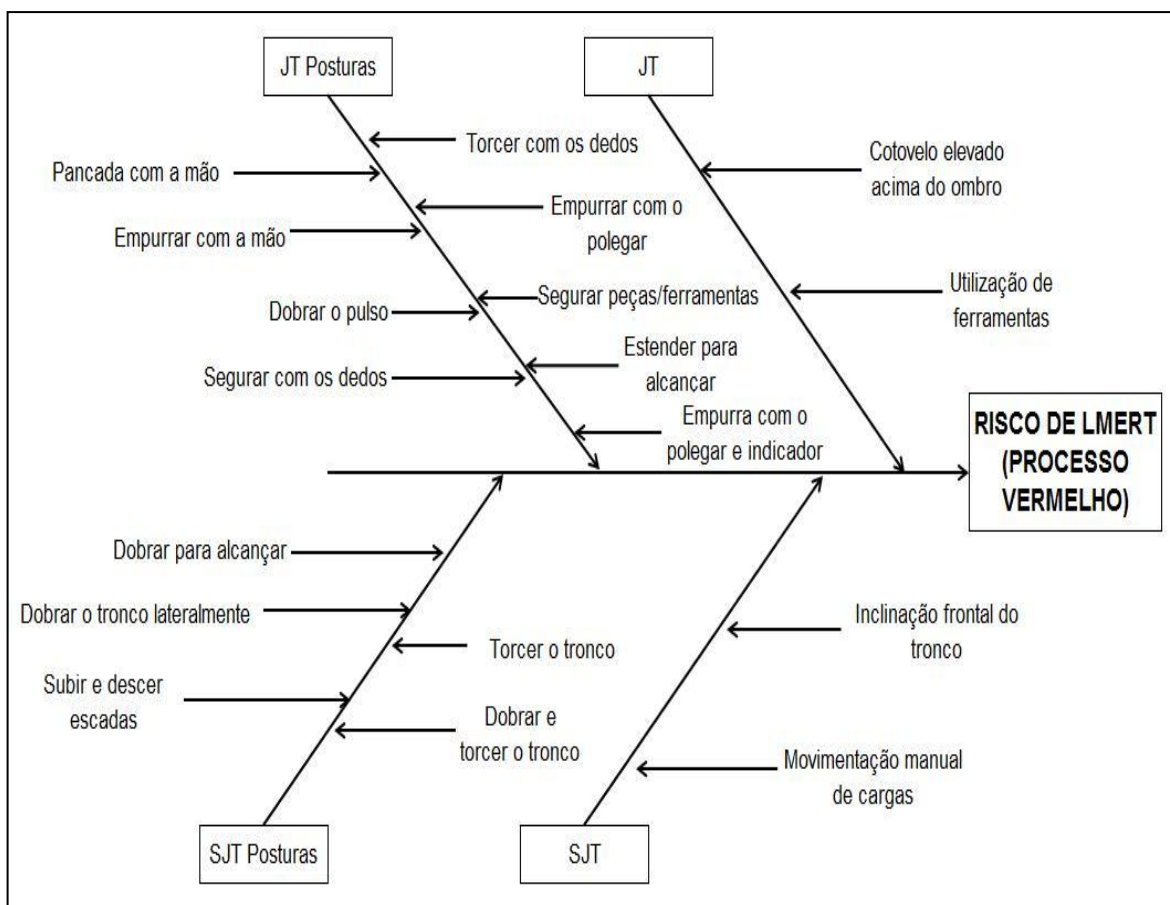 JT Posturas
JT
Torcer com os dedos
Pancada com a mão
Cotovelo elevado
acima do ombro
Empurrar com o
polegar
Empurrar com a mão
Segurar peças/ferramentas
Dobrar o pulso
Utilização de
ferramentas
Estender para
alcançar
Segurar com os dedos
Empurra com o
polegar e indicador
RISCO DE LMERT
(PROCESSO
VERMELHO)
Dobrar para alcançar
Dobrar o tronco lateralmente
Inclinação frontal do
tronco
Torcer o tronco
Subir e descer
escadas
Dobrar e
torcer o tronco
Movimentação manual
de cargas
SJT Posturas
SJT